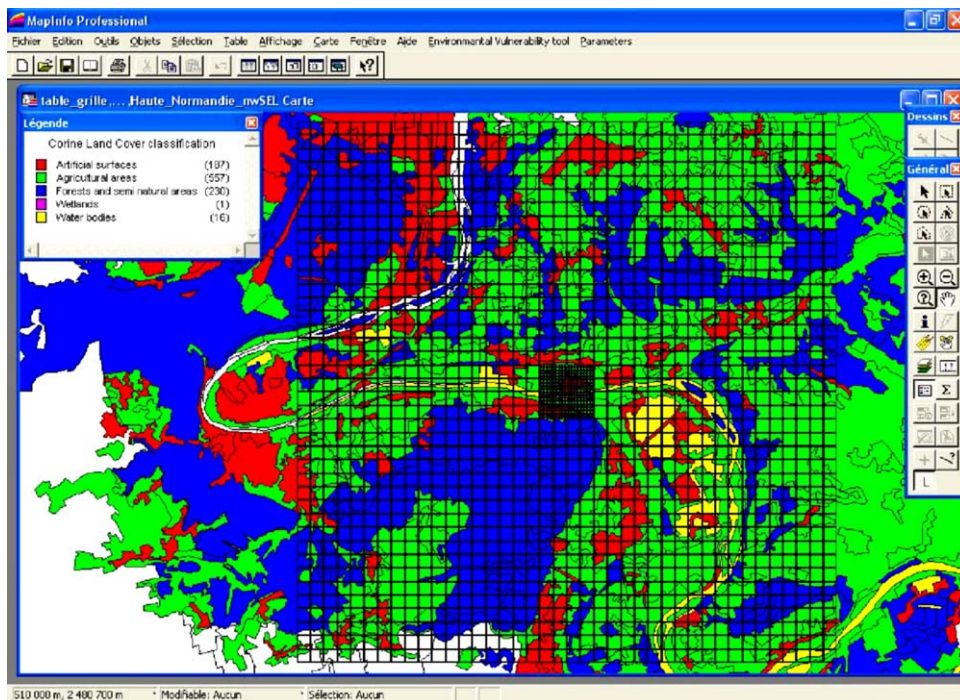 MapInfo Professional
Fichier Edition Outils Objets Sélection Table Affichage Carte Fenêtre Aide Environmantal Vulnerability tool Parameters
table_grille,...,Haute_Normandie_nwSEL Carte
Légende
Corine Land Cover classification
Artificial surfaces (187)
Agricultural areas (557)
Forests and semi natural areas (230)
Wetlands (1)
Water bodies (16)
Dessins
Général
L
510 000 m, 2 480 700 m Modifiable: Aucun Sélection: Aucun